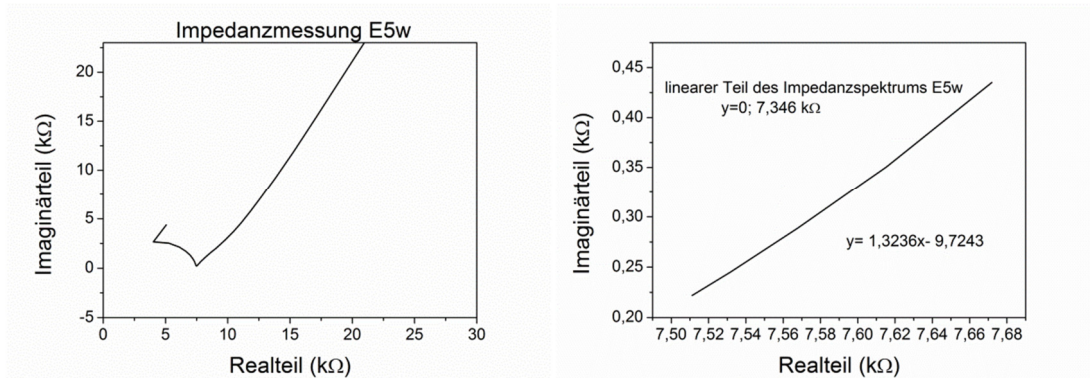 Impedanzmessung E5w
Imaginärteil (kΩ)
20
15
10
5
0
-5
0 5 10 15 20 25 30
Realteil (kΩ)
linearer Teil des Impedanzspektrums E5w
y=0; 7,346 kΩ
y= 1,3236x- 9,7243
Imaginärteil (kΩ)
0,45
0,40
0,35
0,30
0,25
0,20
7,50 7,52 7,54 7,56 7,58 7,60 7,62 7,64 7,66 7,68
Realteil (kΩ)